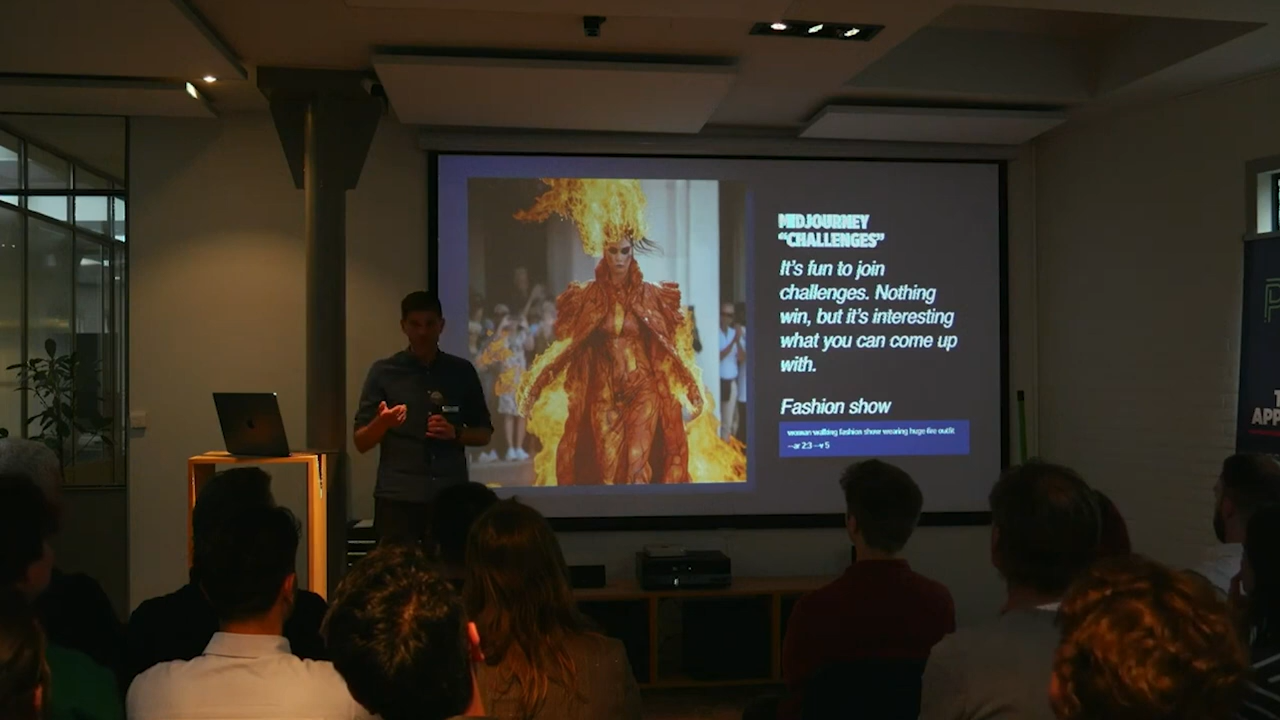 MIDJOURNEY
“CHALLENGES”
It's fun to join
challenges. Nothing
win, but it's interesting
what you can come up
with.
Fashion show
woman walking fashion show wearing huge fire outfit
--ar 2:3 --v 5